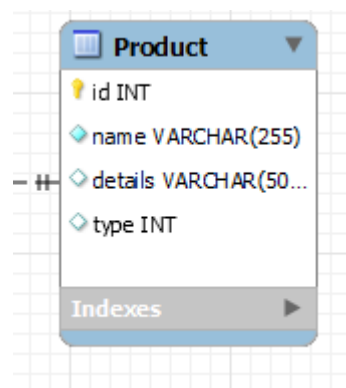 Product
id INT
name VARCHAR(255)
details VARCHAR(50...
type INT
Indexes